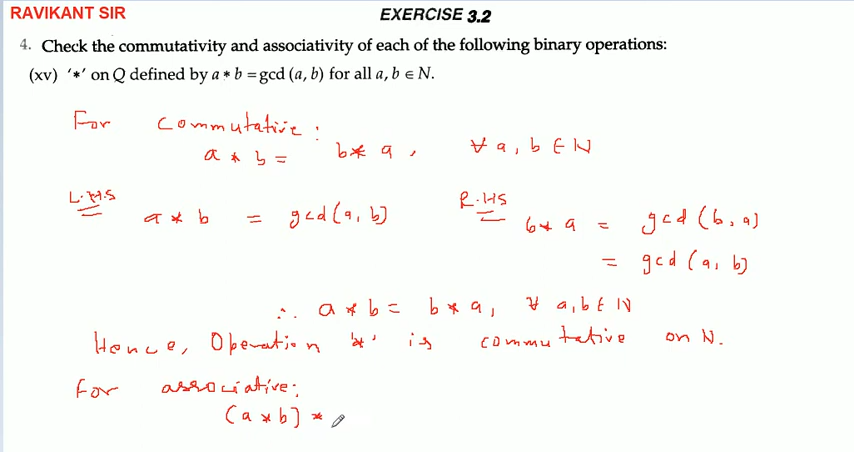 RAVIKANT SIR
EXERCISE 3.2
4. Check the commutativity and associativity of each of the following binary operations:
(xv) '*' on Q defined by a * b = gcd (a, b) for all a, b ∈ N.
For commutative:
a * b = b * a, ∀ a, b ∈ N
L.H.S
R.HS
a * b = gcd (a, b)
b * a = gcd (b, a)
= gcd (a, b)
∴ a * b = b * a, ∀ a, b ∈ N
Hence, Operation '*' is commutative on N.
For associative:
(a * b) *